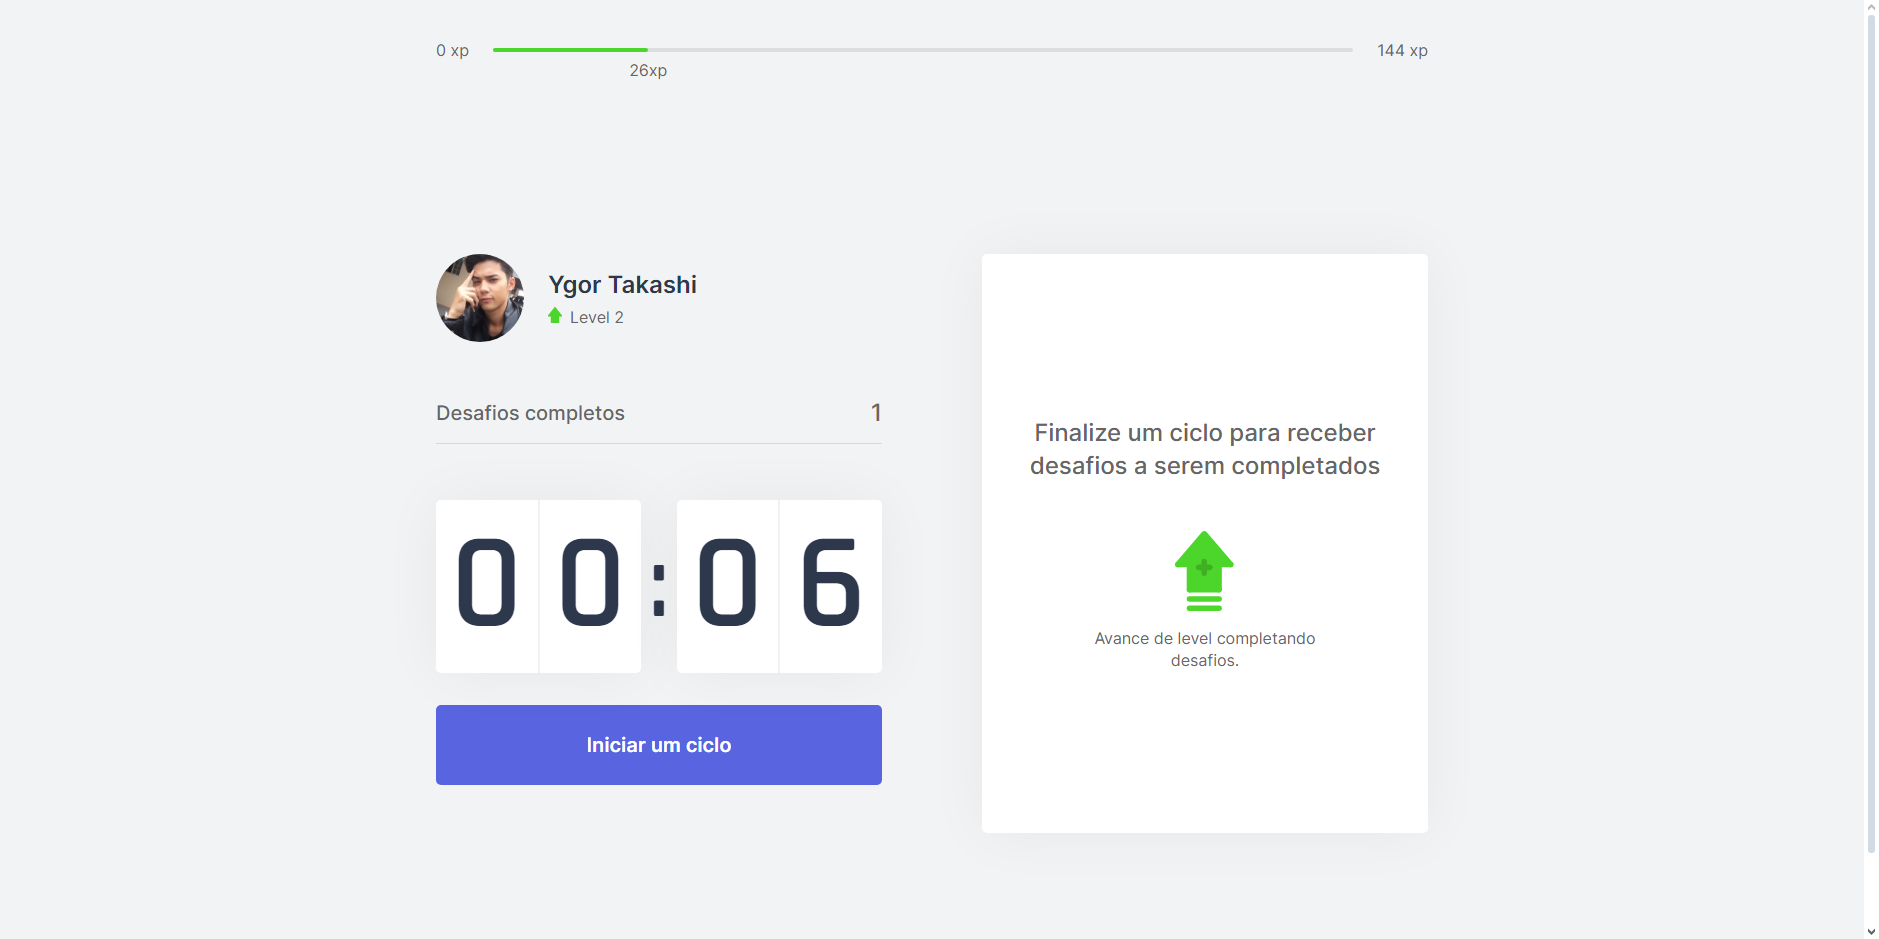 0 xp
144 xp
26xp
Ygor Takashi
Level 2
Desafios completos
1
00:06
Iniciar um ciclo
Finalize um ciclo para receber
desafios a serem completados
Avance de level completando
desafios.